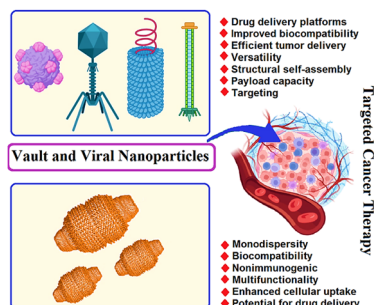 Drug delivery platforms
Improved biocompatibility
Efficient tumor delivery
Versatility
Structural self-assembly
Payload capacity
Targeting
Vault and Viral Nanoparticles
Targeted Cancer Therapy
Monodispersity
Biocompatibility
Nonimmunogenic
Multifunctionality
Enhanced cellular uptake
Potential for drug delivery